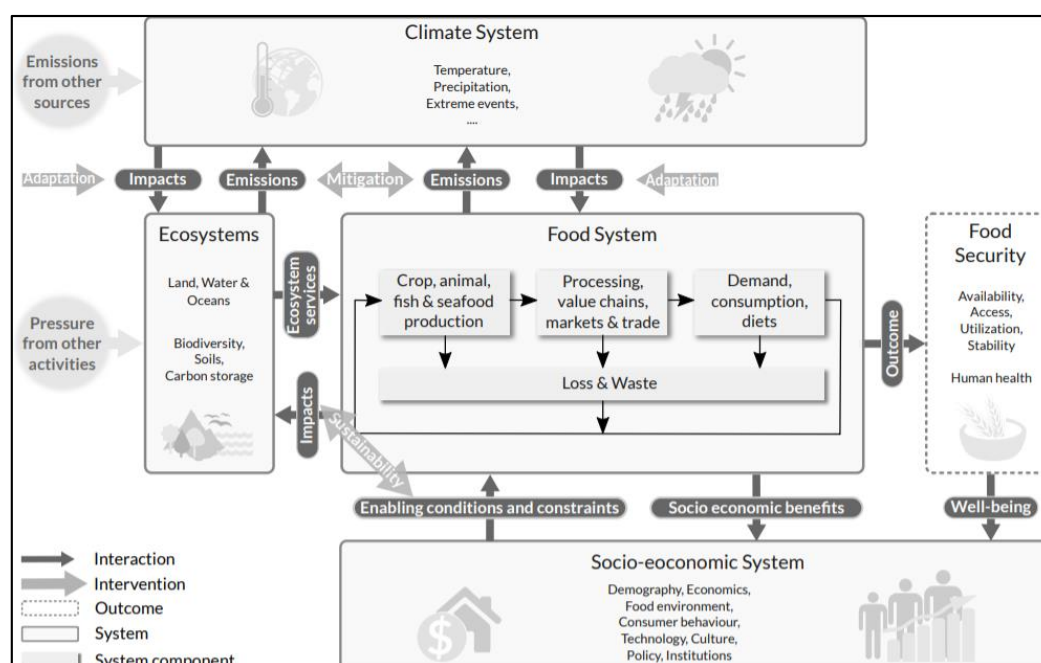 Climate System
Emissions
from other
sources
Temperature,
Precipitation,
Extreme events,
....
Adaptation
Impacts
Emissions
Mitigation
Emissions
Impacts
Adaptation
Ecosystems
Land, Water &
Oceans
Biodiversity,
Soils,
Carbon storage
Pressure
from other
activities
Ecosystem
services
Impacts
Sustainability
Food System
Crop, animal,
fish & seafood
production
Processing,
value chains,
markets & trade
Demand,
consumption,
diets
Loss & Waste
Outcome
Food
Security
Availability,
Access,
Utilization,
Stability
Human health
Enabling conditions and constraints
Socio economic benefits
Well-being
Interaction
Intervention
Outcome
System
System component
Socio-eoconomic System
Demography, Economics,
Food environment,
Consumer behaviour,
Technology, Culture,
Policy, Institutions
$